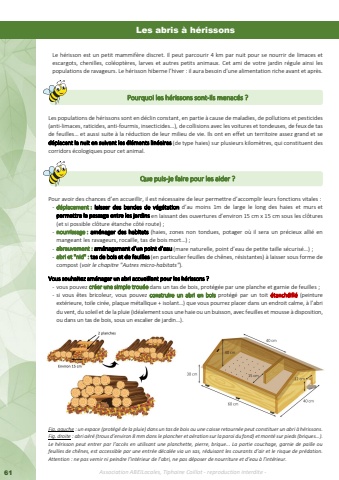 Les abris à hérissons
Le hérisson est un petit mammifère discret. Il peut parcourir 4 km par nuit pour se nourrir de limaces et
escargots, chenilles, coléoptères, larves et autres petits animaux. Cet ami de votre jardin régule ainsi les
populations de ravageurs. Le hérisson hiberne l'hiver : il aura besoin d'une alimentation riche avant et après.
Pourquoi les hérissons sont-ils menacés ?
Les populations de hérissons sont en déclin constant, en partie à cause de maladies, de pollutions et pesticides
(anti-limaces, raticides, anti-fourmis, insecticides...), de collisions avec les voitures et tondeuses, de feux de tas
de feuilles... et aussi suite à la réduction de leur milieu de vie. Ils ont en effet un territoire assez grand et se
déplacent la nuit en suivant les éléments linéaires (de type haies) sur plusieurs kilomètres, qui constituent des
corridors écologiques pour cet animal.
Que puis-je faire pour les aider ?
Pour avoir des chances d'en accueillir, il est nécessaire de leur permettre d'accomplir leurs fonctions vitales :
- déplacement : laisser des bandes de végétation d'au moins 1m de large le long des haies et murs et
permettre le passage entre les jardins en laissant des ouvertures d'environ 15 cm x 15 cm sous les clôtures
(et si possible clôture étanche côté route) ;
- nourrissage : aménager des habitats (haies, zones non tondues, potager où il sera un précieux allié en
mangeant les ravageurs, rocaille, tas de bois mort...) ;
- abreuvement : aménagement d'un point d'eau (mare naturelle, point d'eau de petite taille sécurisé...) ;
- abri et "nid" : tas de bois et de feuilles (en particulier feuilles de chênes, résistantes) à laisser sous forme de
compost (voir le chapitre "Autres micro-habitats").
Vous souhaitez aménager un abri accueillant pour les hérissons ?
- vous pouvez créer une simple trouée dans un tas de bois, protégée par une planche et garnie de feuilles ;
- si vous êtes bricoleur, vous pouvez construire un abri en bois protégé par un toit étanchéifié (peinture
extérieure, toile cirée, plaque métallique + isolant...) que vous pourrez placer dans un endroit calme, à l'abri
du vent, du soleil et de la pluie (idéalement sous une haie ou un buisson, avec feuilles et mousse à disposition,
ou dans un tas de bois, sous un escalier de jardin...).
2 planches
Environ 15 cm
40 cm
60 cm
30 cm
60 cm
40 cm
Fig. gauche : un espace (protégé de la pluie) dans un tas de bois ou une caisse retournée peut constituer un abri à hérissons.
Fig. droite : abri aéré (trous d'environ 8 mm dans le plancher et aération sur la paroi du fond) et monté sur pieds (briques...).
Le hérisson peut entrer par l'accès en utilisant une planchette, pierre, brique... La partie couchage, garnie de paille ou
feuilles de chênes, est accessible par une entrée décalée via un sas, réduisant les courants d'air et le risque de prédation.
Attention : ne pas vernir ni peindre l'intérieur de l'abri, ne pas déposer de nourriture et d'eau à l'intérieur.
61
Association ABEILocales, Tiphanie Gaillot - reproduction interdite -